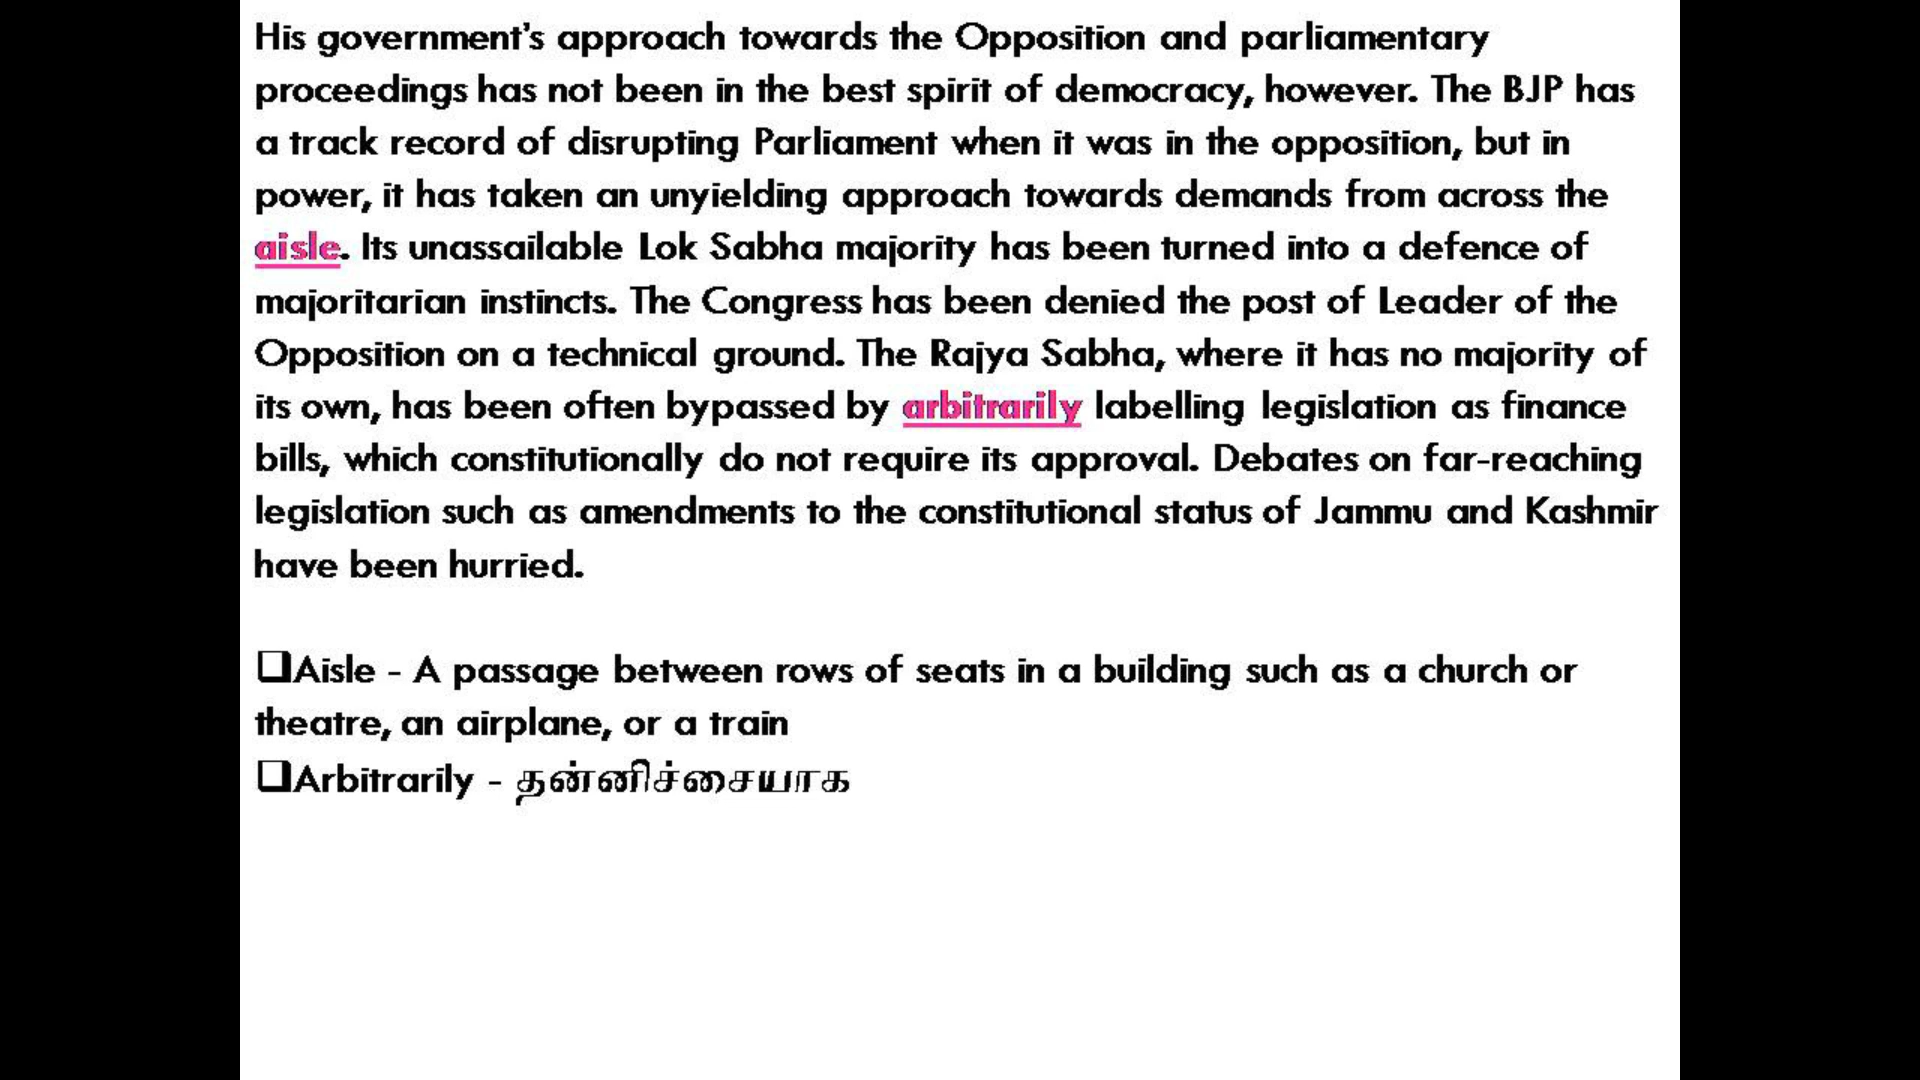 His government's approach towards the Opposition and parliamentary
proceedings has not been in the best spirit of democracy, however. The BJP has
a track record of disrupting Parliament when it was in the opposition, but in
power, it has taken an unyielding approach towards demands from across the
aisle. Its unassailable Lok Sabha majority has been turned into a defence of
majoritarian instincts. The Congress has been denied the post of Leader of the
Opposition on a technical ground. The Rajya Sabha, where it has no majority of
its own, has been often bypassed by arbitrarily labelling legislation as finance
bills, which constitutionally do not require its approval. Debates on far-reaching
legislation such as amendments to the constitutional status of Jammu and Kashmir
have been hurried.
❑Aisle - A passage between rows of seats in a building such as a church or
theatre, an airplane, or a train
❑Arbitrarily - தன்னிச்சையாக